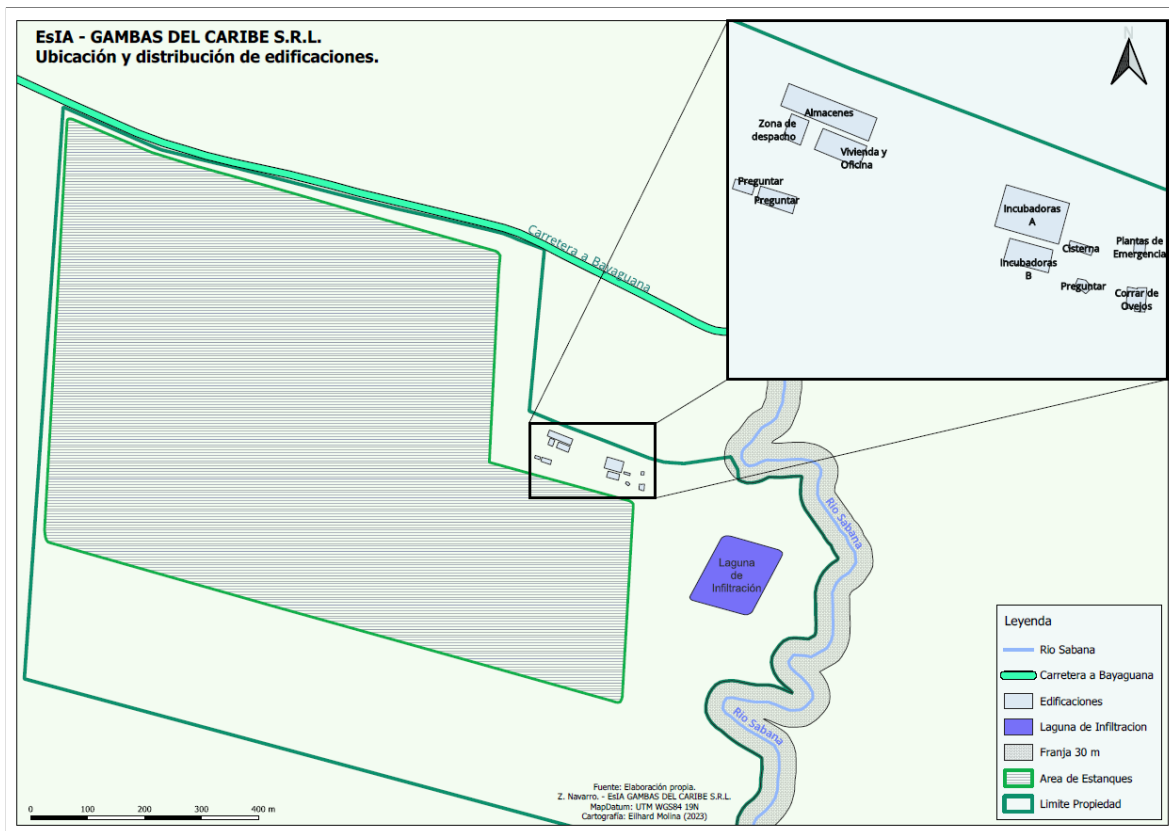 EsIA - GAMBAS DEL CARIBE S.R.L.
Ubicación y distribución de edificaciones.
N
Almacenes
Zona de
despacho
Vivienda y
Oficina
Preguntar
Preguntar
Incubadoras
A
Incubadoras
B
Cisterna
Plantas de
Emergencia
Preguntar
Corrar de
Ovejos
Carretera a Bayaguana
Río Sabana
Laguna
de
Infiltración
Río Sabana
Leyenda
Rio Sabana
Carretera a Bayaguana
Edificaciones
Laguna de Infiltracion
Franja 30 m
Area de Estanques
Limite Propiedad
Fuente: Elaboración propia.
Z. Navarro. - EsIA GAMBAS DEL CARIBE S.R.L.
MapDatum: UTM WGS84 19N
Cartografía: Eilhard Molina (2023)
0 100 200 300 400 m